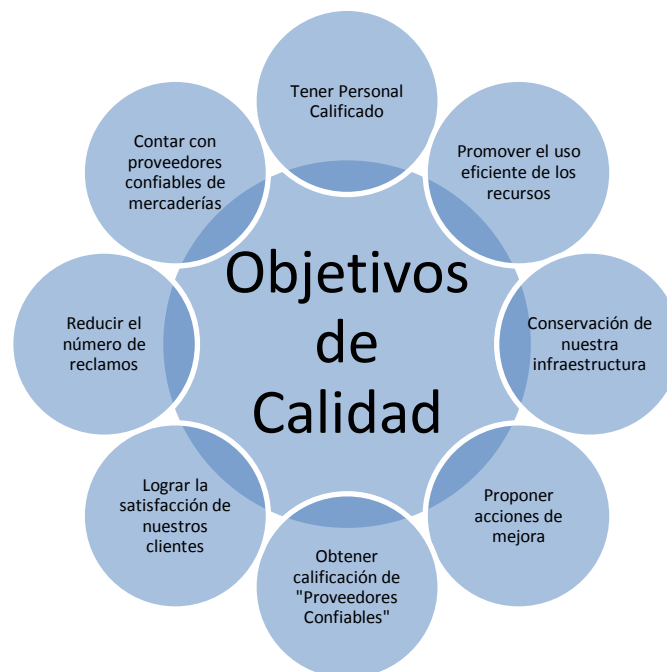 Tener Personal
Calificado
Promover el uso
eficiente de los
recursos
Conservación de
nuestra
infraestructura
Proponer
acciones de
mejora
Obtener
calificación de
"Proveedores
Confiables"
Lograr la
satisfacción de
nuestros
clientes
Reducir el
número de
reclamos
Contar con
proveedores
confiables de
mercaderías
Objetivos
de
Calidad